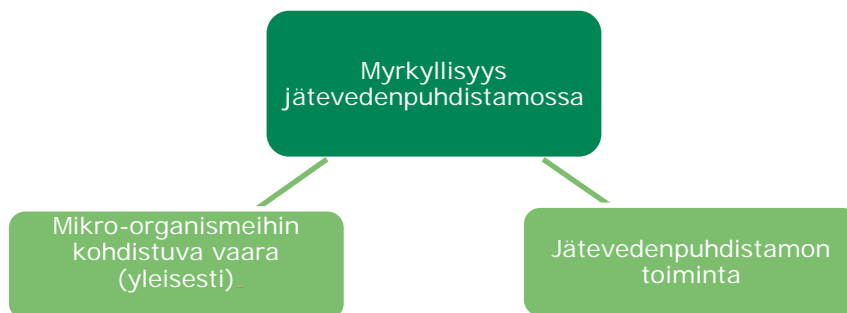 Myrkyllisyys
jätevedenpuhdistamossa
Mikro-organismeihin
kohdistuva vaara
(yleisesti)
Jätevedenpuhdistamon
toiminta